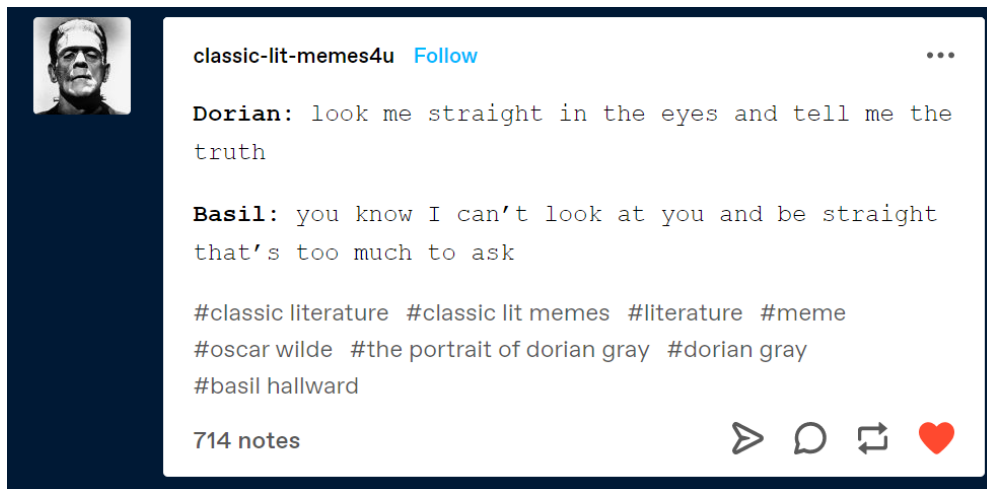 classic-lit-memes4u Follow
Dorian: look me straight in the eyes and tell me the
truth
Basil: you know I can’t look at you and be straight
that’s too much to ask
#classic literature #classic lit memes #literature #meme
#oscar wilde #the portrait of dorian gray #dorian gray
#basil hallward
714 notes